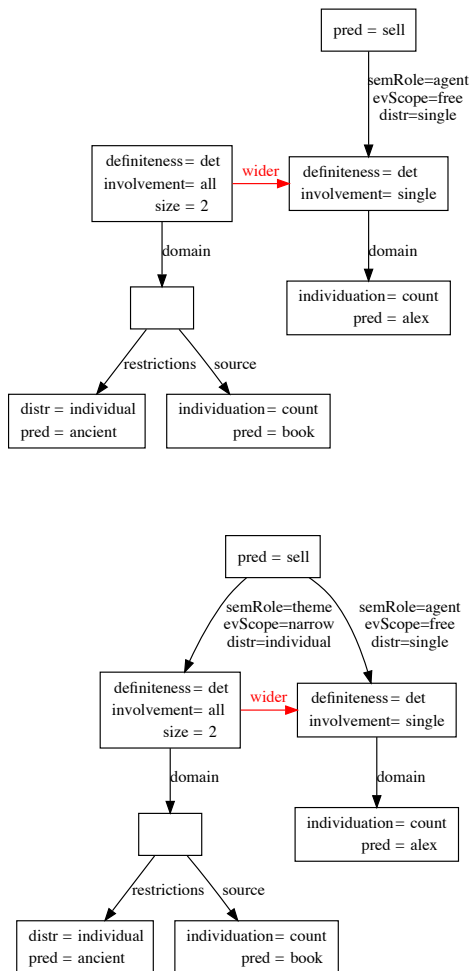 pred = sell
semRole=agent
evScope=free
distr=single
definiteness= det
involvement= all
size = 2
wider
definiteness= det
involvement= single
domain
domain
individuation= count
pred = alex
restrictions
source
distr = individual
pred = ancient
individuation= count
pred = book
pred = sell
semRole=theme
evScope=narrow
distr=individual
semRole=agent
evScope=free
distr=single
definiteness= det
involvement= all
size = 2
wider
definiteness= det
involvement= single
domain
domain
individuation= count
pred = alex
restrictions
source
distr = individual
pred = ancient
individuation= count
pred = book